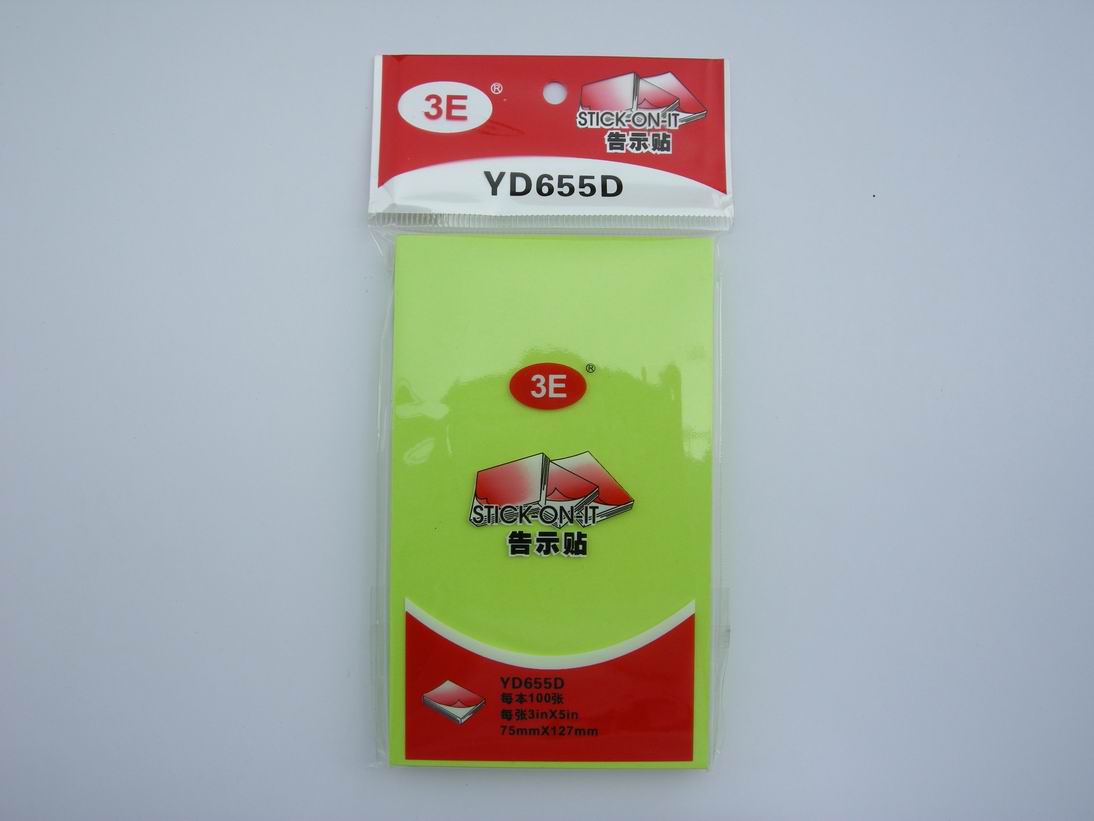 3E ®
STICK-ON-IT
告示贴
YD655D
3E ®
STICK-ON-IT
告示贴
YD655D
每本100张
每张3inX5in
75mmX127mm